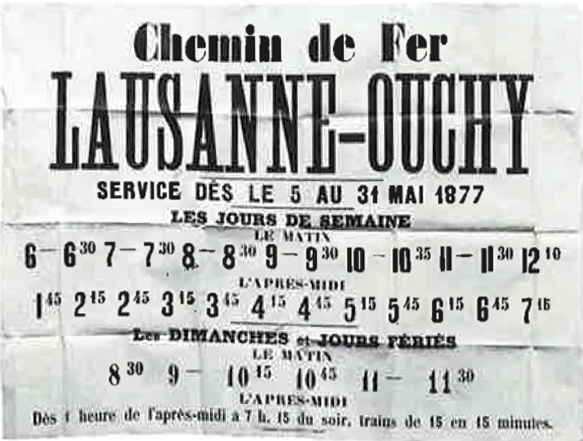 Chemin de Fer
LAUSANNE-OUCHY
SERVICE DÈS LE 5 AU 31 MAI 1877
LES JOURS DE SEMAINE
LE MATIN
6 — 6 30 7 — 7 30 8 — 8 30 9 — 9 30 10 — 10 35 11 — 11 30 12 10
L'APRÈS-MIDI
1 45 2 15 2 45 3 15 3 45 4 15 4 45 5 15 5 45 6 15 6 45 7 15
Les DIMANCHES et JOURS FÉRIÉS
LE MATIN
8 30 9 — 10 15 10 45 11 — 11 30
L'APRÈS-MIDI
Dès 1 heure de l'après-midi à 7 h. 15 du soir, trains de 15 en 15 minutes.